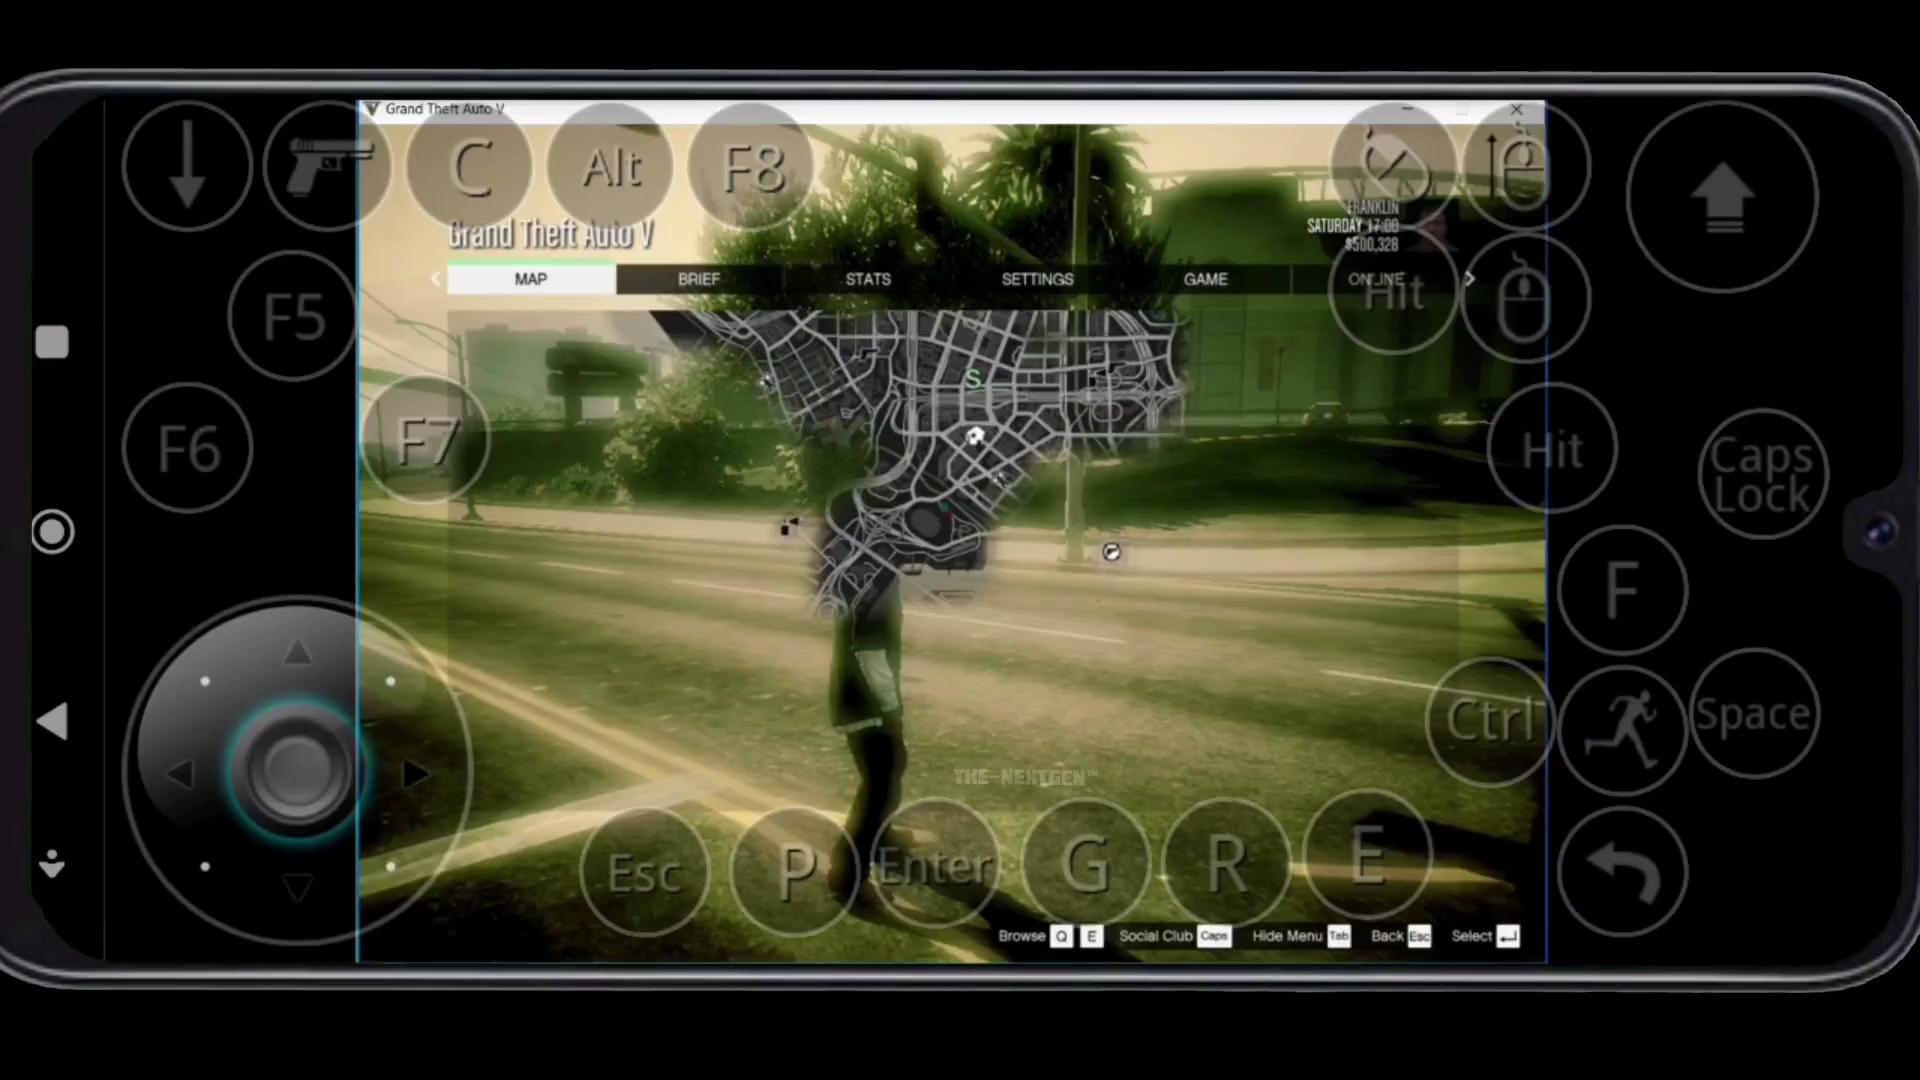 Grand Theft Auto V
C Alt F8
Grand Theft Auto V
FRANKLIN
SATURDAY 17:00
$500,328
MAP BRIEF STATS SETTINGS GAME ONLINE
Hit
F5
S
F6 F7 Hit Caps
Lock
F
Ctrl Space
THE-NEXTGEN™
Esc P Enter G R E
Browse Q E Social Club Caps Hide Menu Tab Back Esc Select